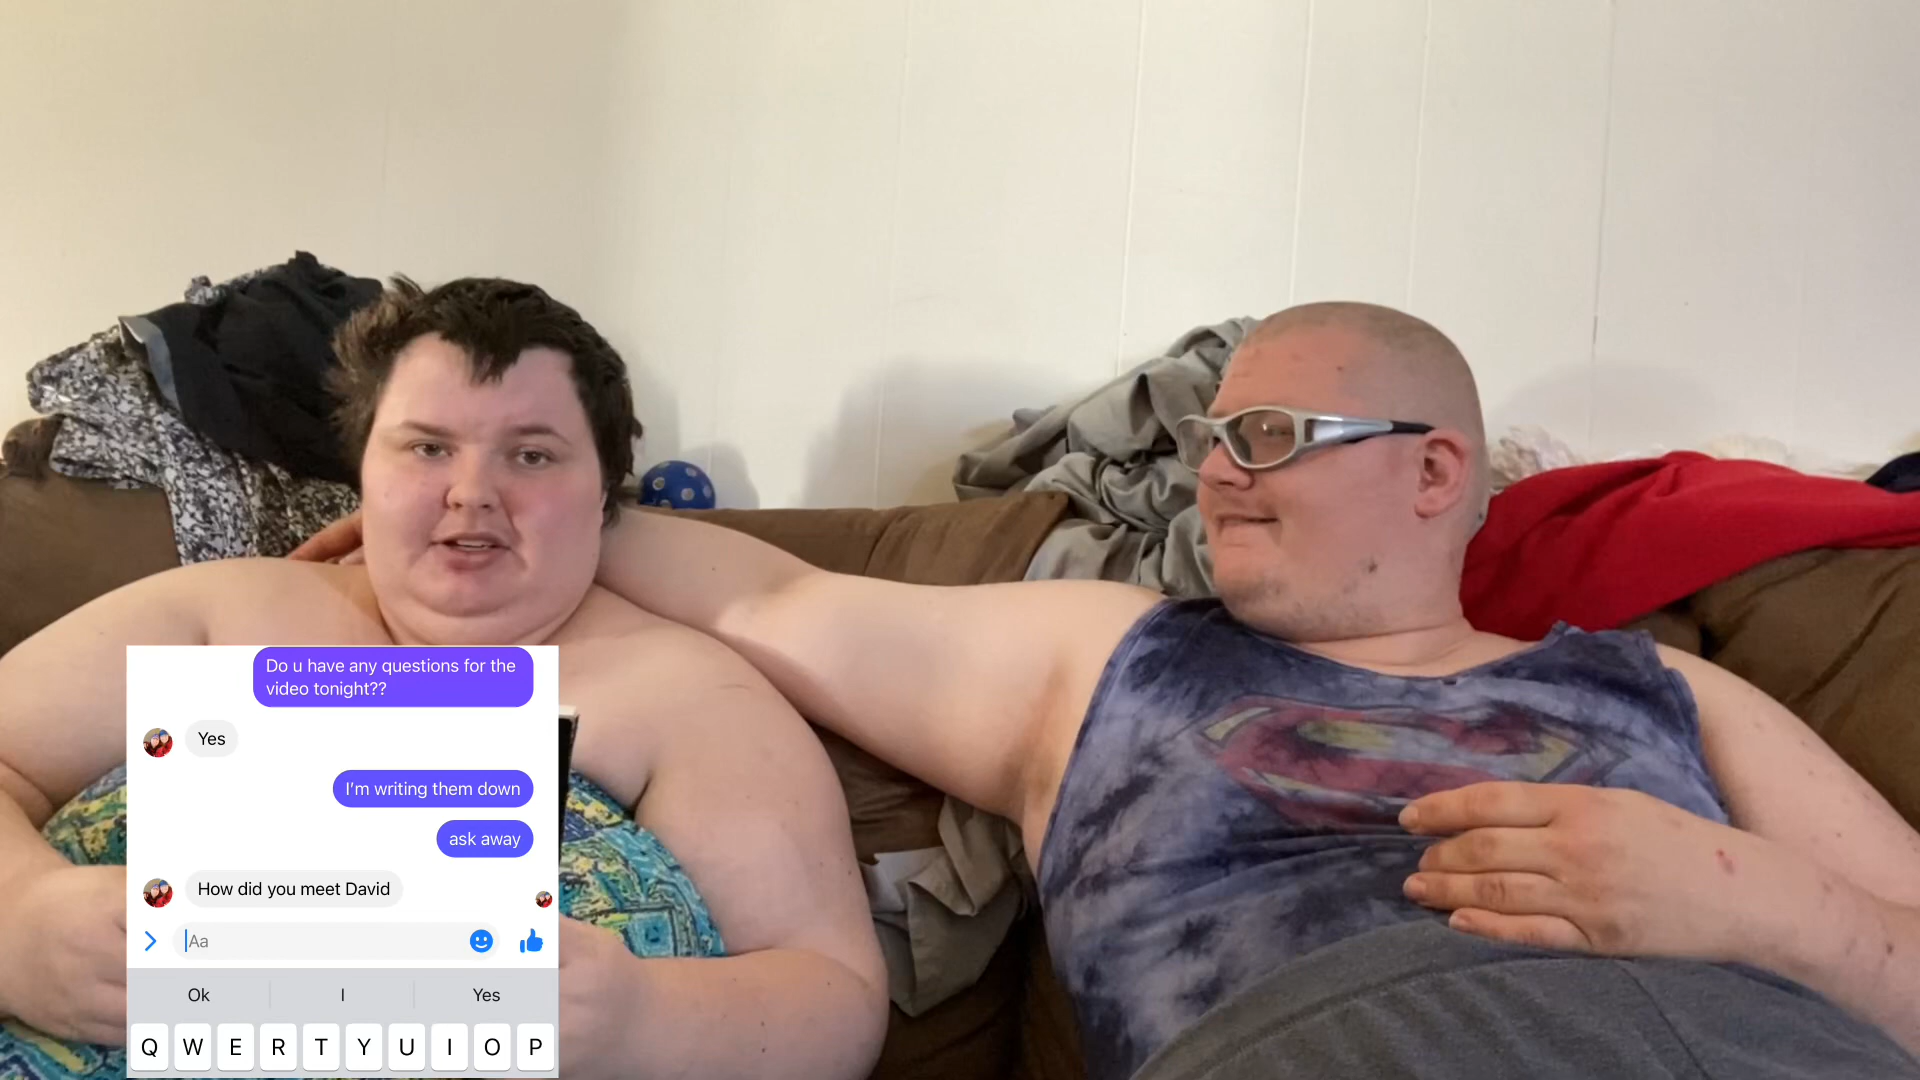 Do u have any questions for the
video tonight??
Yes
I'm writing them down
ask away
How did you meet David
Aa
Ok I Yes
Q W E R T Y U I O P